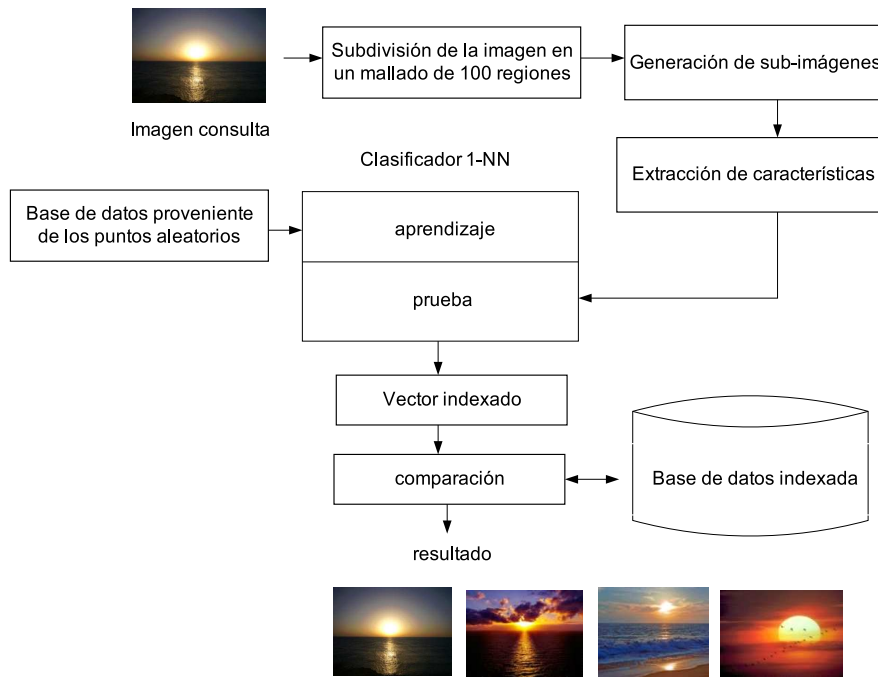 Subdivisión de la imagen en
un mallado de 100 regiones
Generación de sub-imágenes
Imagen consulta
Clasificador 1-NN
Extracción de características
Base de datos proveniente
de los puntos aleatorios
aprendizaje
prueba
Vector indexado
comparación
Base de datos indexada
resultado